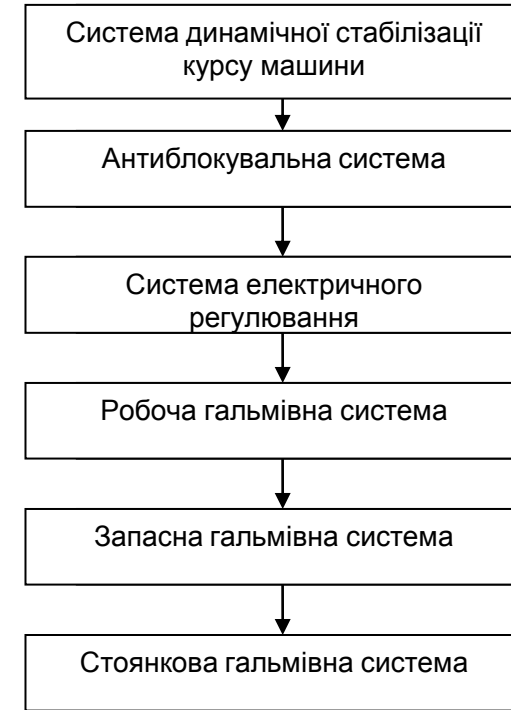 Система динамічної стабілізації
курсу машини
Антиблокувальна система
Система електричного
регулювання
Робоча гальмівна система
Запасна гальмівна система
Стоянкова гальмівна система